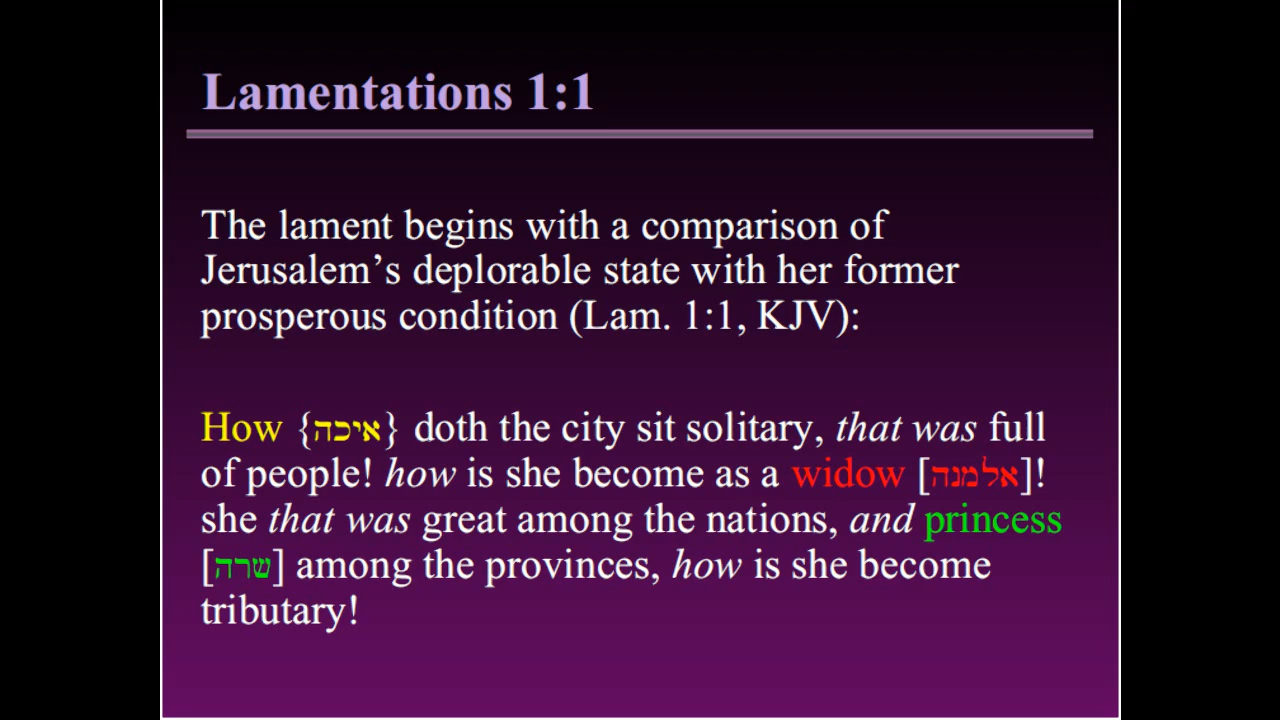 Lamentations 1:1
The lament begins with a comparison of
Jerusalem’s deplorable state with her former
prosperous condition (Lam. 1:1, KJV):
How {איכה} doth the city sit solitary, that was full
of people! how is she become as a widow [אלמנה]!
she that was great among the nations, and princess
[שרה] among the provinces, how is she become
tributary!